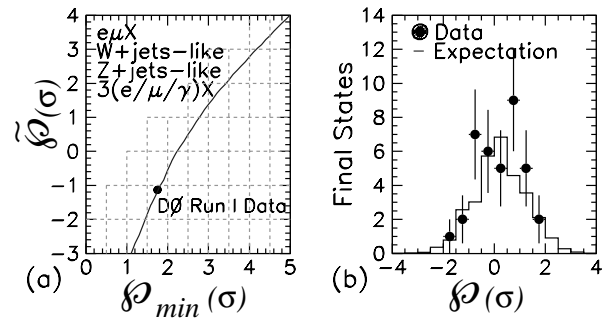 eμX
W+jets-like
Z+jets-like
3(e/μ/γ)X
DØ Run I Data
℘̃(σ)
4
3
2
1
0
−1
−2
−3
0 1 2 3 4 5
(a)
℘min (σ)
Data
Expectation
Final States
14
12
10
8
6
4
2
0
−4 −2 0 2 4
(b)
℘(σ)